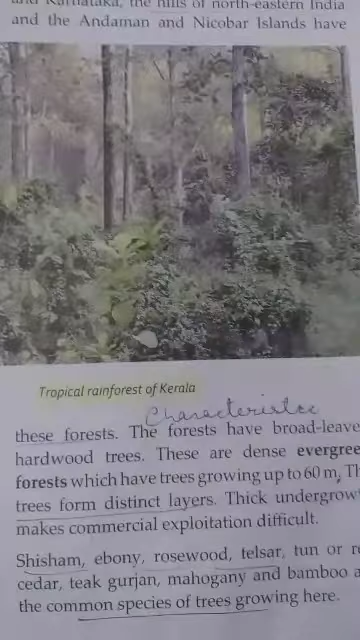 and Karnataka, the hills of north-eastern India
and the Andaman and Nicobar Islands have
Tropical rainforest of Kerala
Characteristic
these forests. The forests have broad-leave
hardwood trees. These are dense evergree
forests which have trees growing up to 60 m, Th
trees form distinct layers. Thick undergrow
makes commercial exploitation difficult.
Shisham, ebony, rosewood, telsar, tun or re
cedar, teak gurjan, mahogany and bamboo a
the common species of trees growing here.